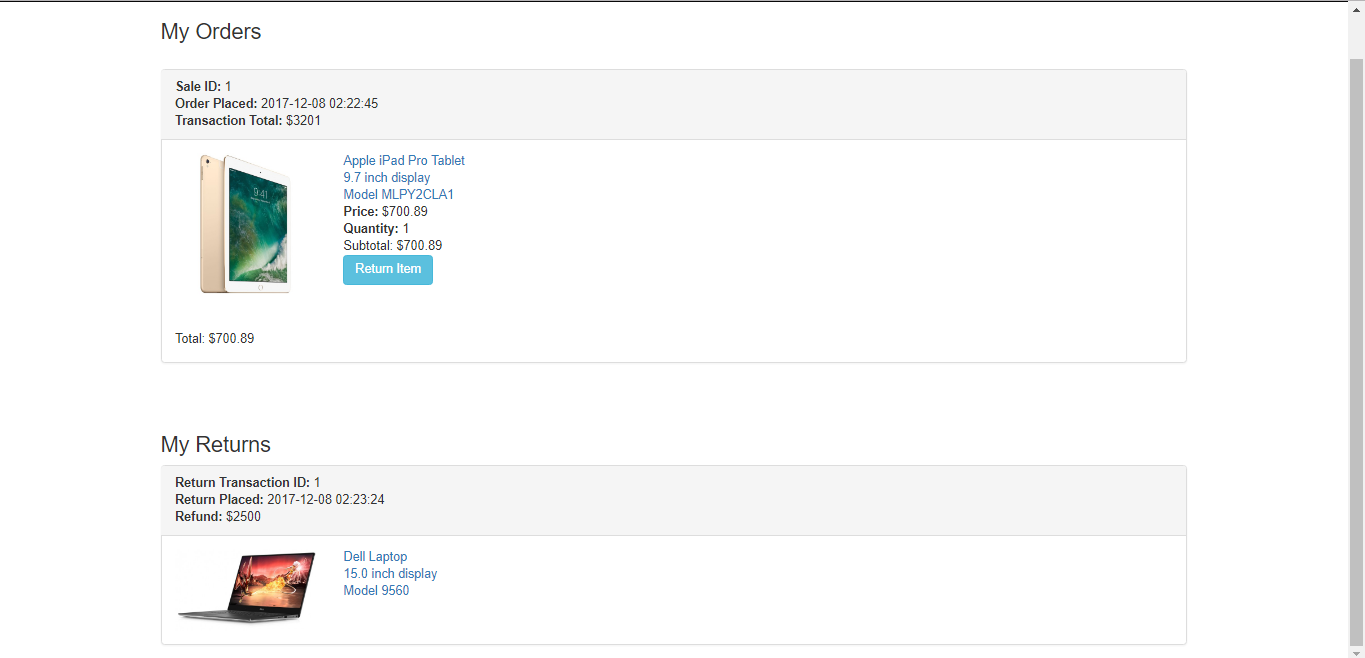 My Orders
Sale ID: 1
Order Placed: 2017-12-08 02:22:45
Transaction Total: $3201
9:41
Apple iPad Pro Tablet
9.7 inch display
Model MLPY2CLA1
Price: $700.89
Quantity: 1
Subtotal: $700.89
Return Item
Total: $700.89
My Returns
Return Transaction ID: 1
Return Placed: 2017-12-08 02:23:24
Refund: $2500
Dell Laptop
15.0 inch display
Model 9560